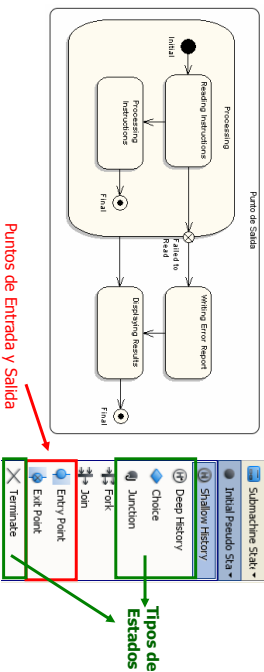 Punto de Salida
Processing
Initial
Reading Instructions
Failed to
Read
Writing Error Report
Processing
Instructions
Final
Displaying Results
Final
Submachine State
Initial Pseudo Sta
Shallow History
Deep History
Choice
Junction
Fork
Join
Entry Point
Exit Point
Terminate
Tipos de
Estados
Puntos de Entrada y Salida